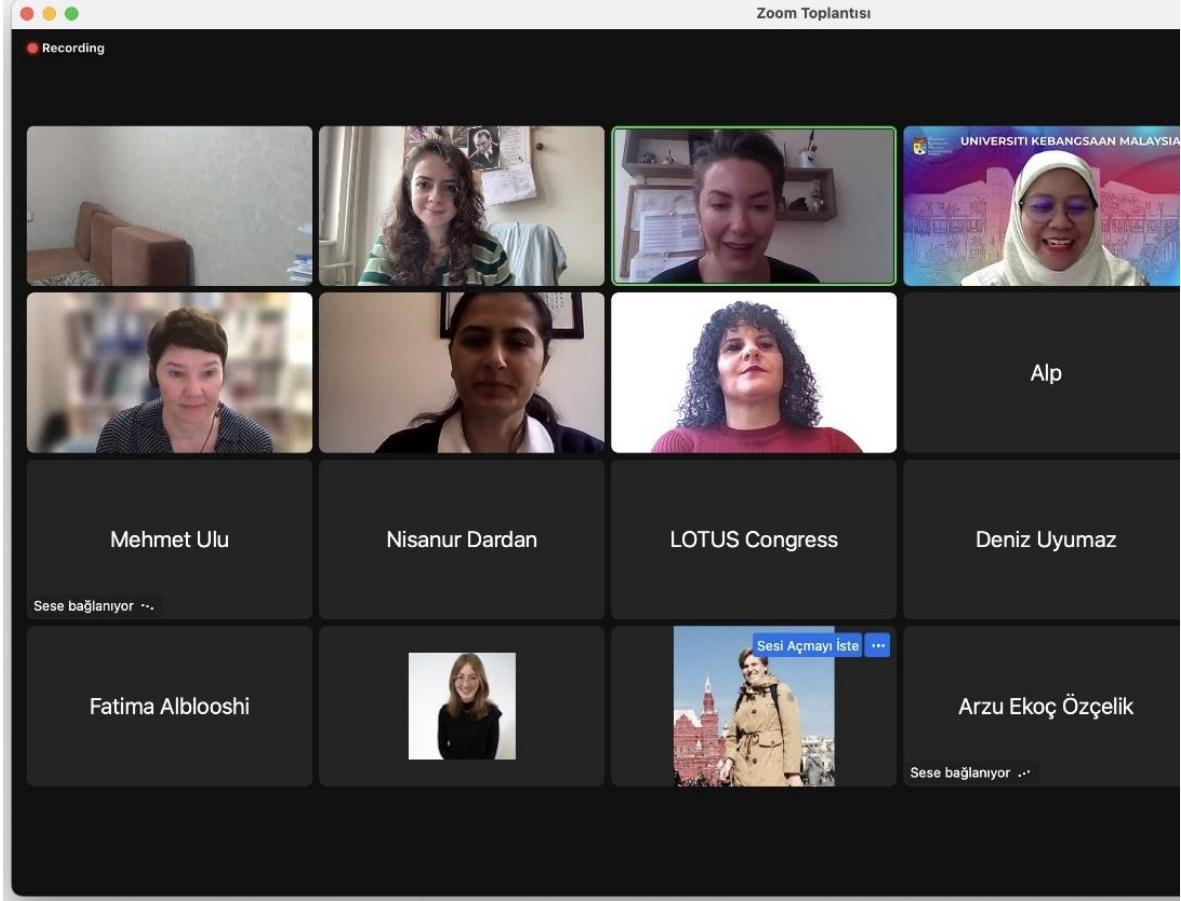 Zoom Toplantısı
Recording
UNIVERSITI KEBANGSAAN MALAYSIA
Alp
Mehmet Ulu
Nisanur Dardan
LOTUS Congress
Deniz Uyumaz
Sese bağlanıyor
Sesi Açmayı İste
Fatima Alblooshi
Arzu Ekoç Özçelik
Sese bağlanıyor